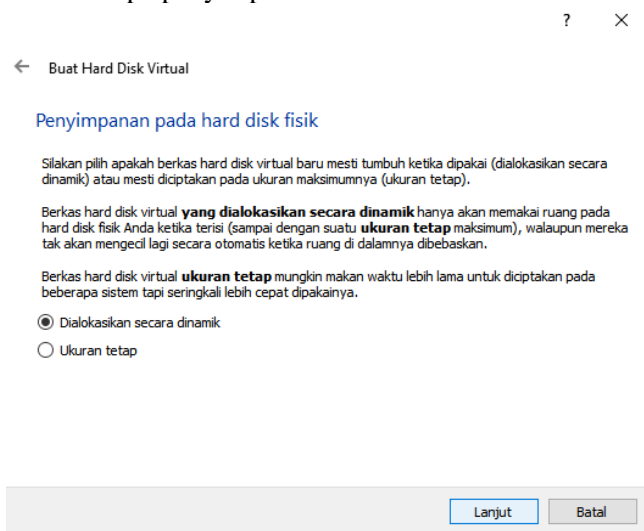 ? ×
← Buat Hard Disk Virtual
Penyimpanan pada hard disk fisik
Silakan pilih apakah berkas hard disk virtual baru mesti tumbuh ketika dipakai (dialokasikan secara
dinamik) atau mesti diciptakan pada ukuran maksimumnya (ukuran tetap).
Berkas hard disk virtual yang dialokasikan secara dinamik hanya akan memakai ruang pada
hard disk fisik Anda ketika terisi (sampai dengan suatu ukuran tetap maksimum), walaupun mereka
tak akan mengecil lagi secara otomatis ketika ruang di dalamnya dibebaskan.
Berkas hard disk virtual ukuran tetap mungkin makan waktu lebih lama untuk diciptakan pada
beberapa sistem tapi seringkali lebih cepat dipakainya.
Dialokasikan secara dinamik
Ukuran tetap
Lanjut Batal